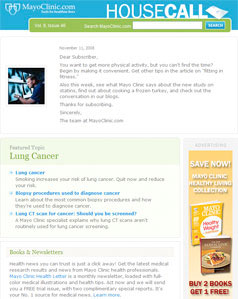 MayoClinic.com
HOUSECALL
Search MayoClinic.com
SEARCH
November 11, 2008
Dear Subscriber,
You want to get more physical activity, but you can't find the time?
Begin by making it convenient. Get other tips in the article on "fitting in
fitness."
Also this week, see what Mayo Clinic says about the new study on
statins, find out about cooking a frozen turkey, and check out the
conversation in our blogs.
Thanks for subscribing.
Sincerely,
The team at MayoClinic.com
Featured Topic
Lung Cancer
Lung cancer
Smoking increases your risk of lung cancer. Quit now and reduce
your risk.
Biopsy procedures used to diagnose cancer
Learn about the most common biopsy procedures and how
they're used to diagnose cancer.
Lung CT scan for cancer: Should you be screened?
A Mayo Clinic specialist explains why lung CT scans aren't
routinely used for lung cancer screening.
ADVERTISING
SAVE NOW!
MAYO CLINIC
HEALTHY LIVING
COLLECTION
Healthy
Weight
BUY 2 BOOKS
GET 1 FREE!
Books & Newsletters
Health news you can trust is just a click away! Get the latest medical
research results and news from Mayo Clinic health professionals.
Mayo Clinic Health Letter is a monthly newsletter, loaded with full-
color medical illustrations and health tips. Act now and we will send
you a FREE trial issue, with two complimentary special reports. It's
your No. 1 source for medical news. Learn more.